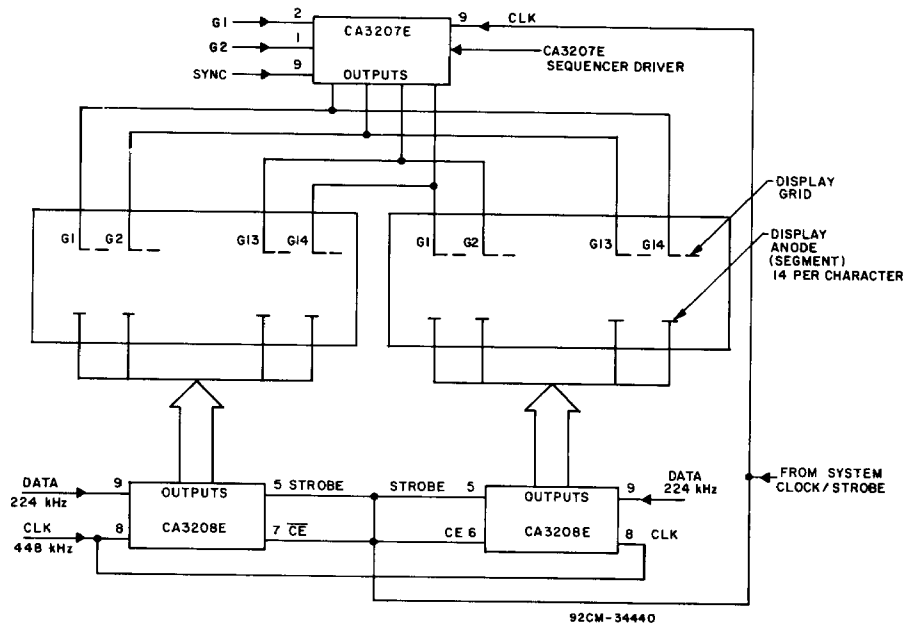 G1 2
CA3207E
9 CLK
G2 1
SYNC 9
OUTPUTS
CA3207E
SEQUENCER DRIVER
DISPLAY
GRID
G1 G2 G13 G14
G1 G2 G13 G14
DISPLAY
ANODE
(SEGMENT)
14 PER CHARACTER
DATA
224 kHz
9
OUTPUTS
5 STROBE
STROBE 5
OUTPUTS
9
DATA
224 kHz
FROM SYSTEM
CLOCK/STROBE
CLK
448 kHz
8
CA3208E
7 C̅E̅
CE 6
CA3208E
8 CLK
92CM-34440